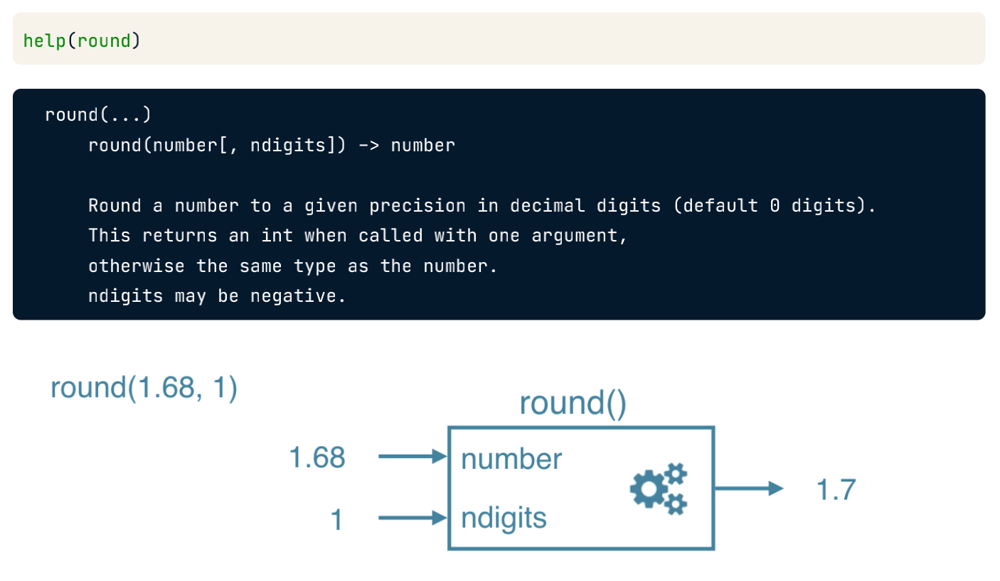 help(round)
round(...)
round(number[, ndigits]) -> number
Round a number to a given precision in decimal digits (default 0 digits).
This returns an int when called with one argument,
otherwise the same type as the number.
ndigits may be negative.
round(1.68, 1)
round()
1.68
number
1.7
1
ndigits